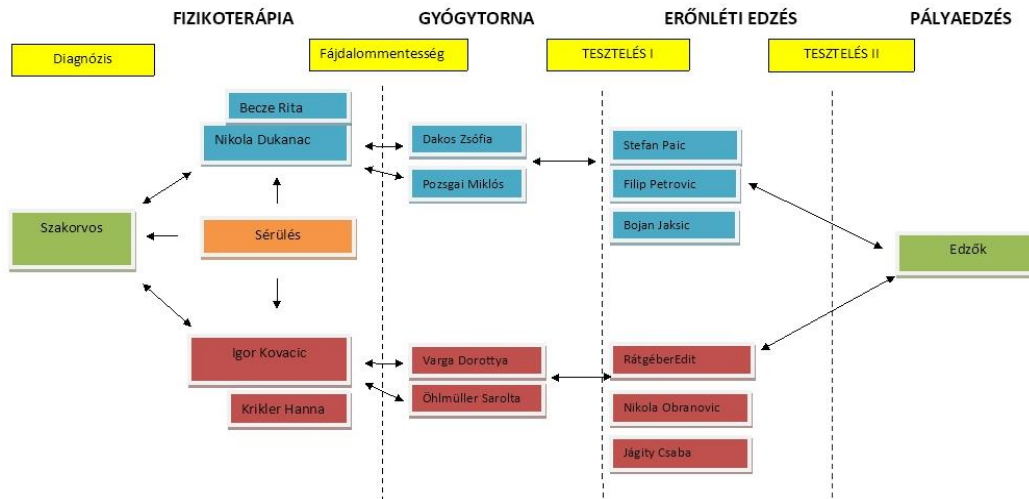 FIZIKOTERÁPIA
GYÓGYTORNA
ERŐNLÉTI EDZÉS
PÁLYAEDZÉS
Diagnózis
Fájdalommentesség
TESZTELÉS I
TESZTELÉS II
Becze Rita
Nikola Dukanac
Dakos Zsófia
Pozsgai Miklós
Stefan Paic
Filip Petrovic
Bojan Jaksic
Szakorvos
Sérülés
Edzők
Igor Kovacic
Krikler Hanna
Varga Dorottya
Öhlmüller Sarolta
RátgéberEdit
Nikola Obranovic
Jágity Csaba